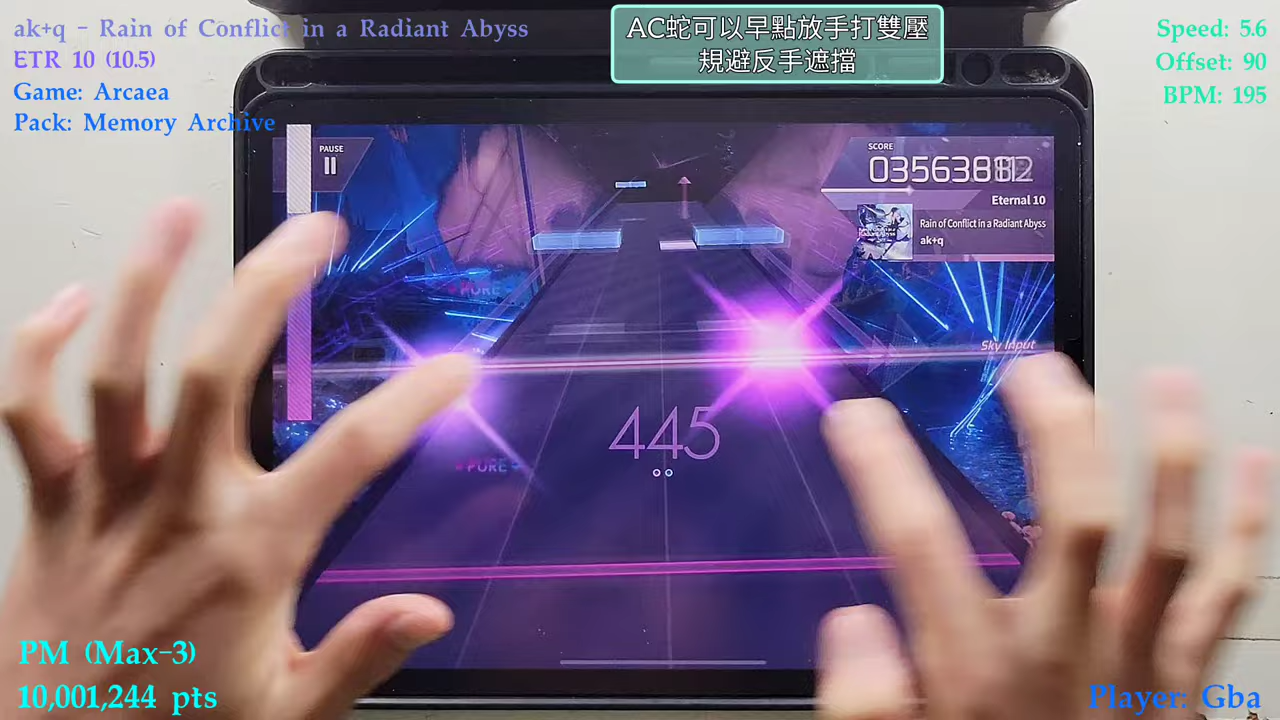 ak+q - Rain of Conflict in a Radiant Abyss
ETR 10 (10.5)
Game: Arcaea
Pack: Memory Archive
AC蛇可以早點放手打雙壓
規避反手遮擋
Speed: 5.6
Offset: 90
BPM: 195
PAUSE
SCORE
Eternal 10
Rain of Conflict in a Radiant Abyss
ak+q
PURE
Sky Input
445
PURE
PM (Max-3)
10,001,244 pts
Player: Gba